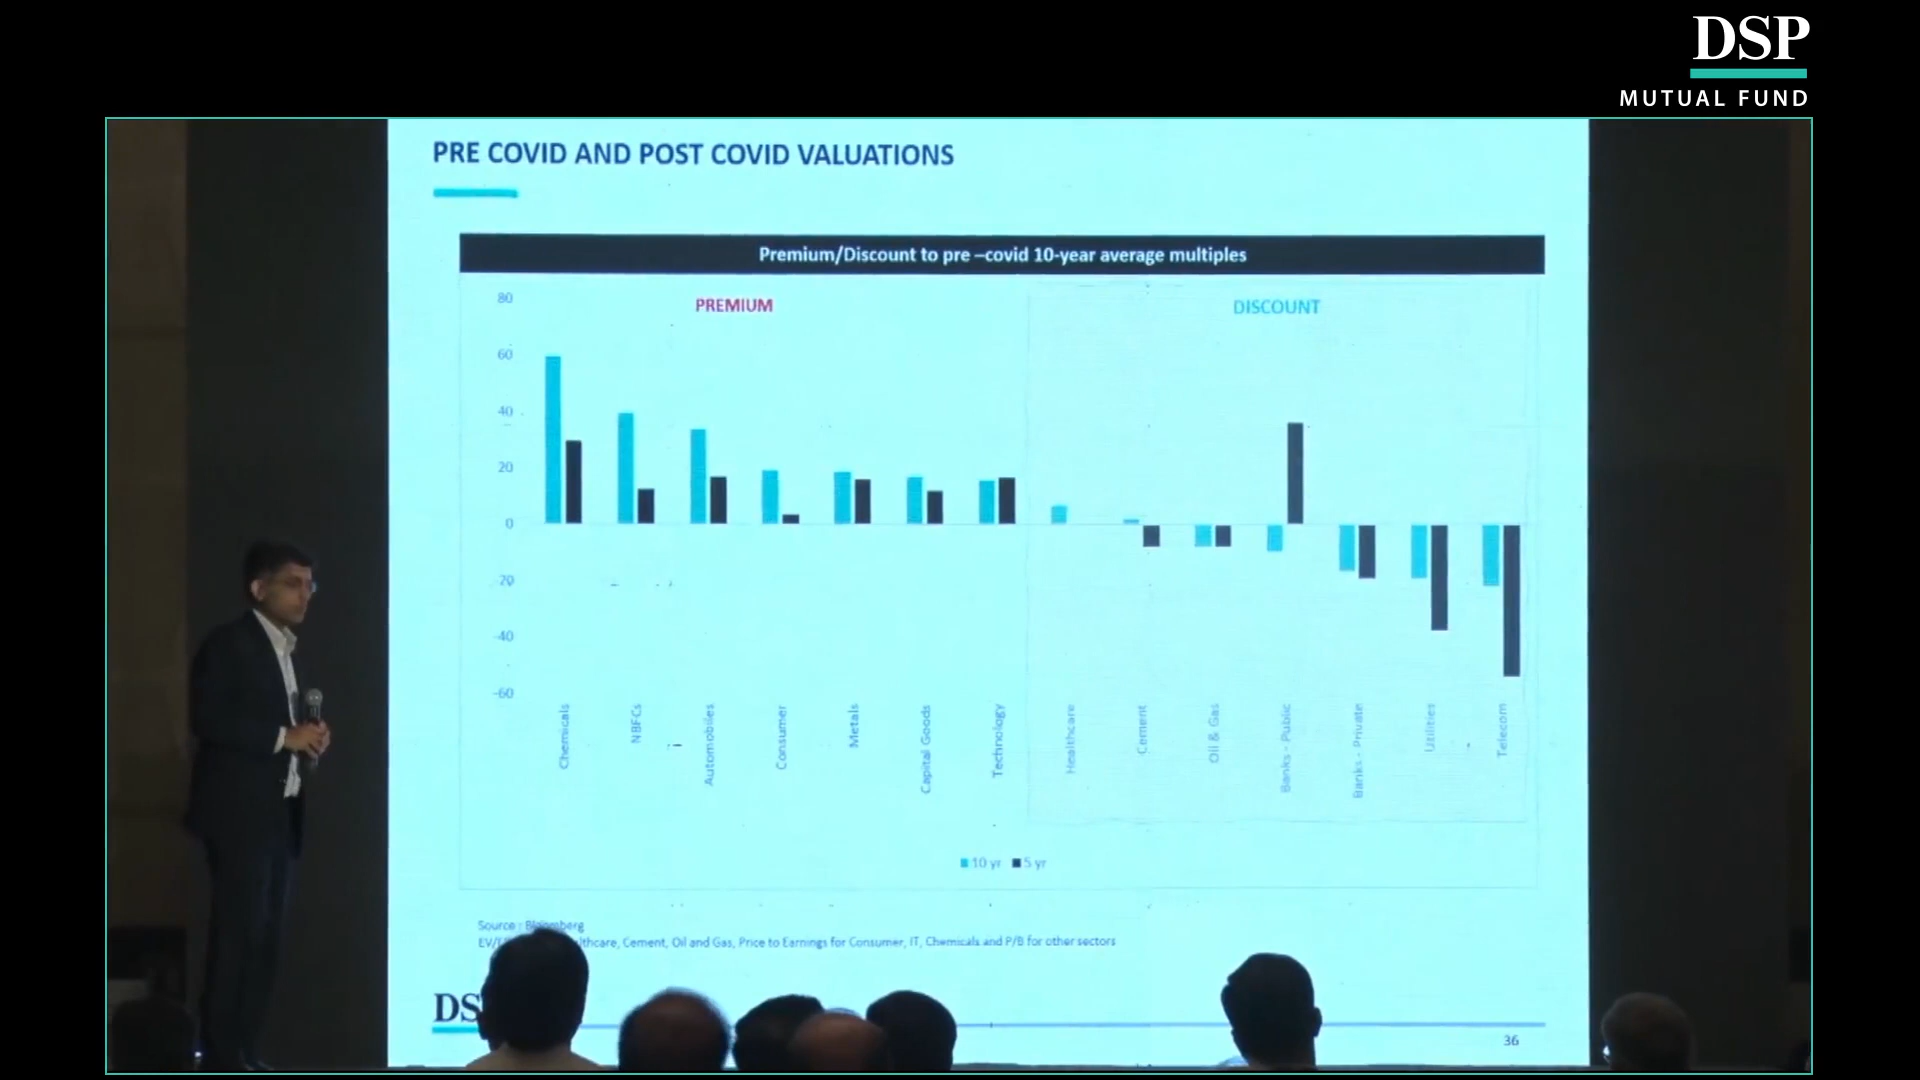 DSP
MUTUAL FUND
PRE COVID AND POST COVID VALUATIONS
Premium/Discount to pre –covid 10-year average multiples
PREMIUM
DISCOUNT
80
60
40
20
0
20
-40
-60
Chemicals
NBFCs
Automobiles
Consumer
Metals
Capital Goods
Technology
Healthcare
Cement
Oil & Gas
Banks - Public
Banks - Private
Utilities
Telecom
10 yr
5 yr
Source : Bloomberg
Cement, Oil and Gas, Price to Earnings for Consumer, IT, Chemicals and P/B for other sectors
36